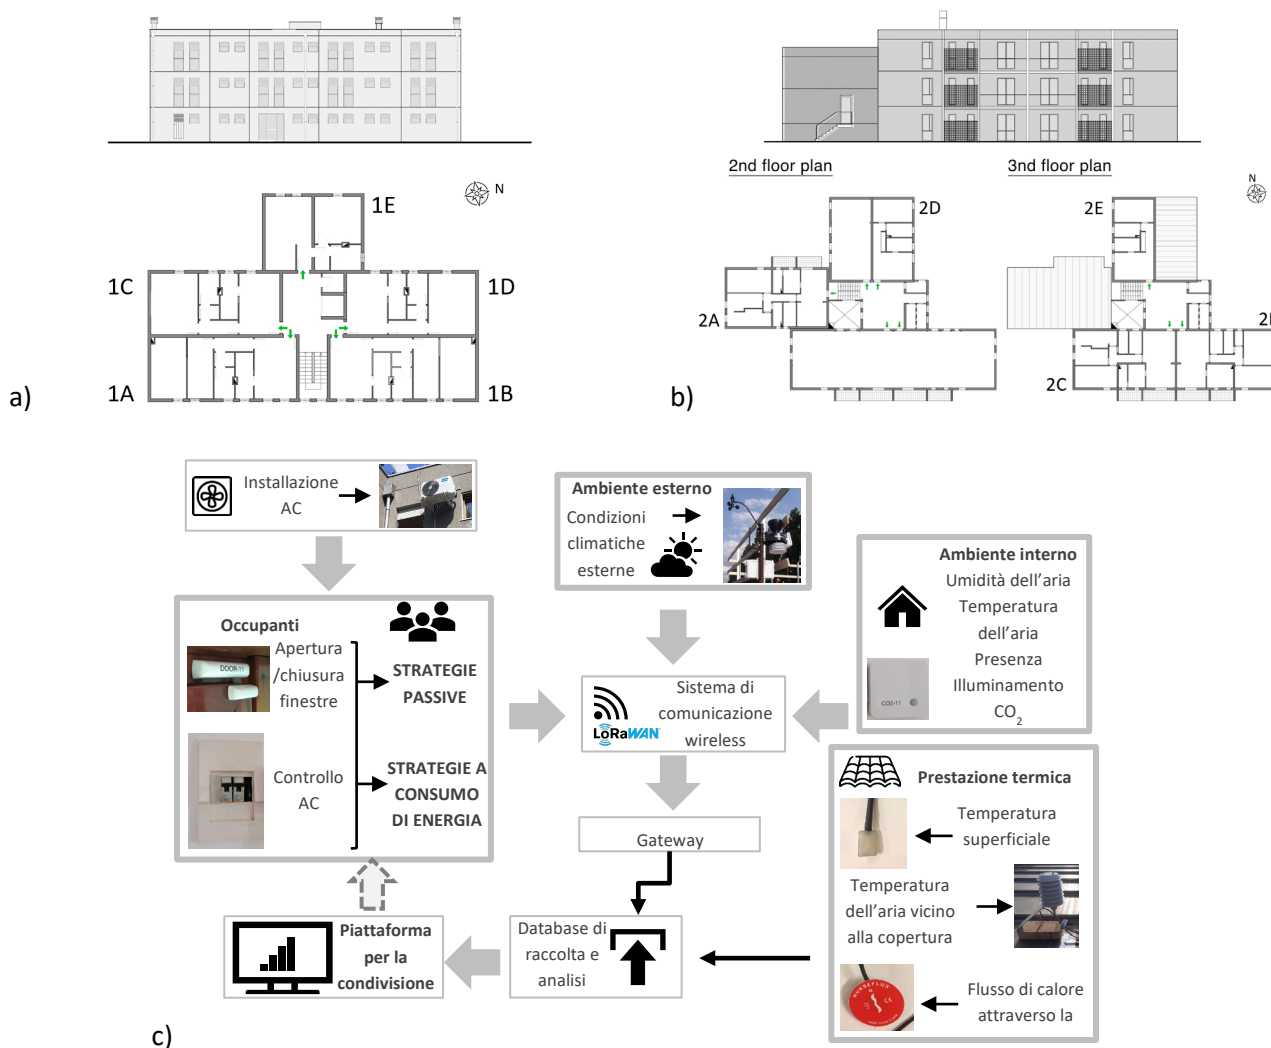 2nd floor plan
3nd floor plan
N
1E
1C
1D
1A
1B
a)
N
2D
2E
2A
2C
b)
Installazione
AC
Ambiente esterno
Condizioni
climatiche
esterne
Ambiente interno
Umidità dell'aria
Temperatura
dell'aria
Presenza
Illuminamento
CO2
CO2-11
Occupanti
Apertura
/chiusura
finestre
DOOR-11
STRATEGIE
PASSIVE
Controllo
AC
STRATEGIE A
CONSUMO
DI ENERGIA
Sistema di
comunicazione
wireless
LoRaWAN
Gateway
Prestazione termica
Temperatura
superficiale
Temperatura
dell'aria vicino
alla copertura
Flusso di calore
attraverso la
HUKSEFLUX
Database di
raccolta e
analisi
Piattaforma
per la
condivisione
c)